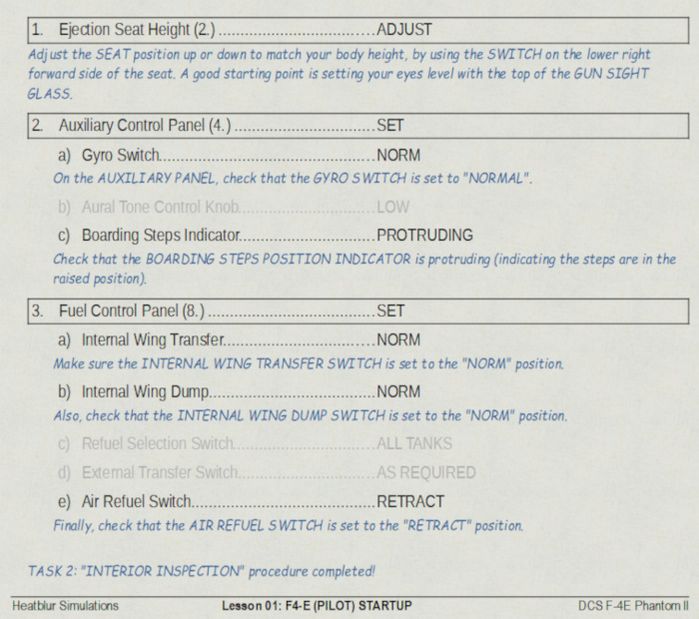 1. Ejection Seat Height (2.) ................................ADJUST
Adjust the SEAT position up or down to match your body height, by using the SWITCH on the lower right
forward side of the seat. A good starting point is setting your eyes level with the top of the GUN SIGHT
GLASS.
2. Auxiliary Control Panel (4.) .............................SET
a) Gyro Switch............................................NORM
On the AUXILIARY PANEL, check that the GYRO SWITCH is set to "NORMAL".
b) Aural Tone Control Knob............................LOW
c) Boarding Steps Indicator............................PROTRUDING
Check that the BOARDING STEPS POSITION INDICATOR is protruding (indicating the steps are in the
raised position).
3. Fuel Control Panel (8.) ..................................SET
a) Internal Wing Transfer...............................NORM
Make sure the INTERNAL WING TRANSFER SWITCH is set to the "NORM" position.
b) Internal Wing Dump..................................NORM
Also, check that the INTERNAL WING DUMP SWITCH is set to the "NORM" position.
c) Refuel Selection Switch.............................ALL TANKS
d) External Transfer Switch............................AS REQUIRED
e) Air Refuel Switch......................................RETRACT
Finally, check that the AIR REFUEL SWITCH is set to the "RETRACT" position.
TASK 2: "INTERIOR INSPECTION" procedure completed!
Heatblur Simulations Lesson 01: F4-E (PILOT) STARTUP DCS F-4E Phantom II